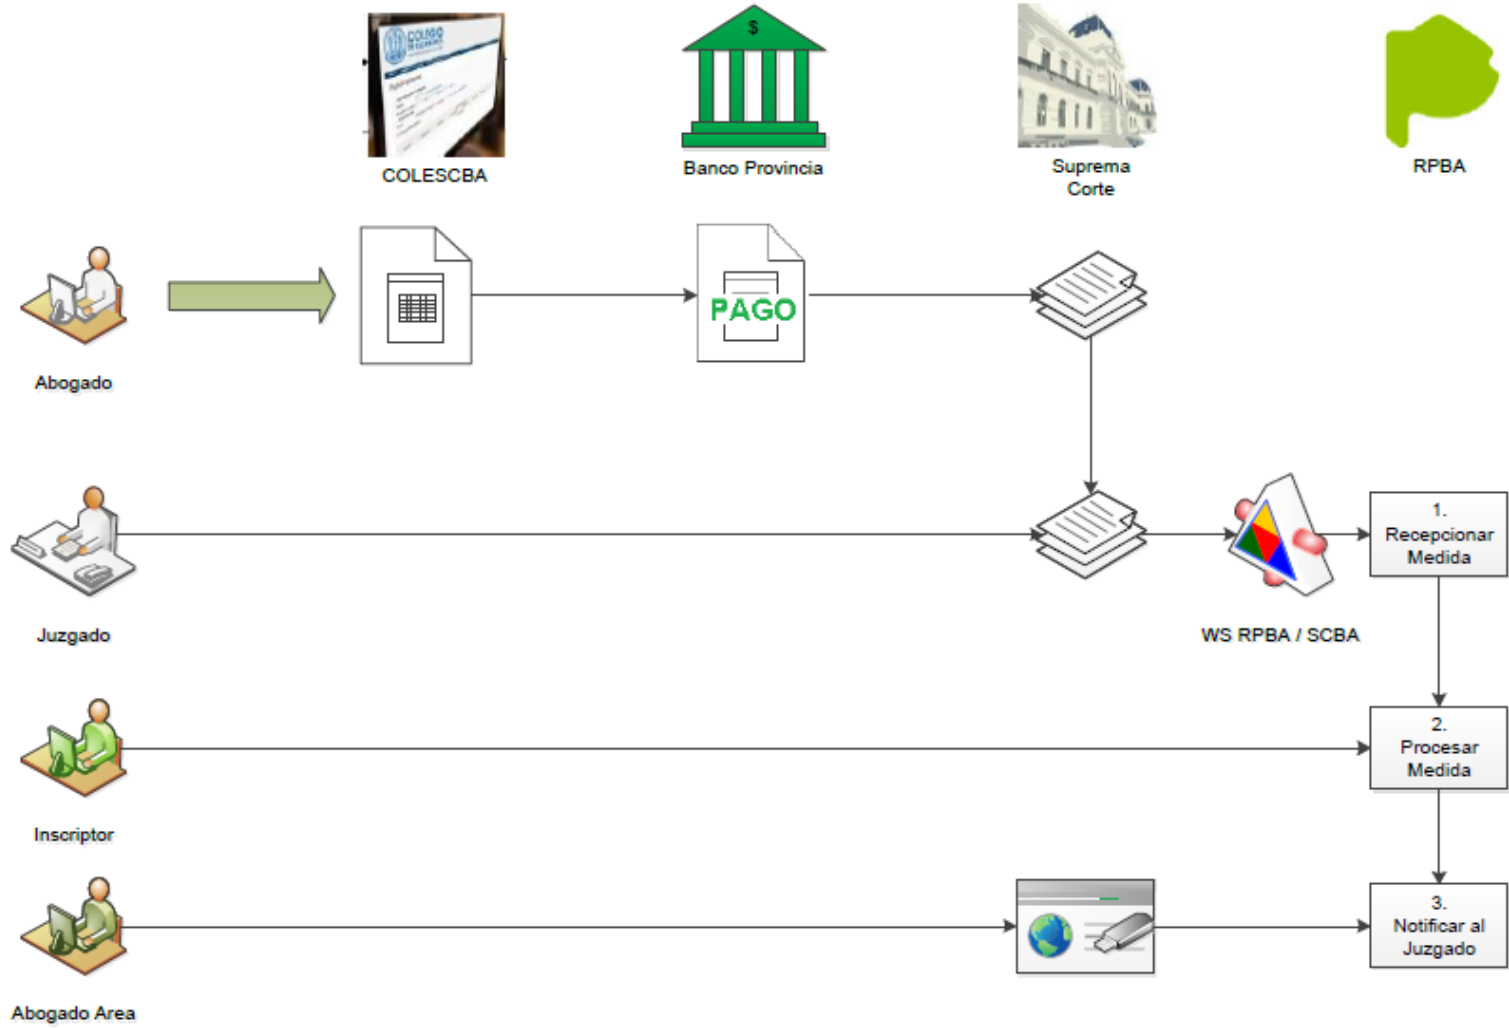 COLEGIO
$
COLESCBA
Banco Provincia
Suprema
Corte
RPBA
PAGO
Abogado
1.
Recepcionar
Medida
Juzgado
WS RPBA / SCBA
2.
Procesar
Medida
Inscriptor
3.
Notificar al
Juzgado
Abogado Area